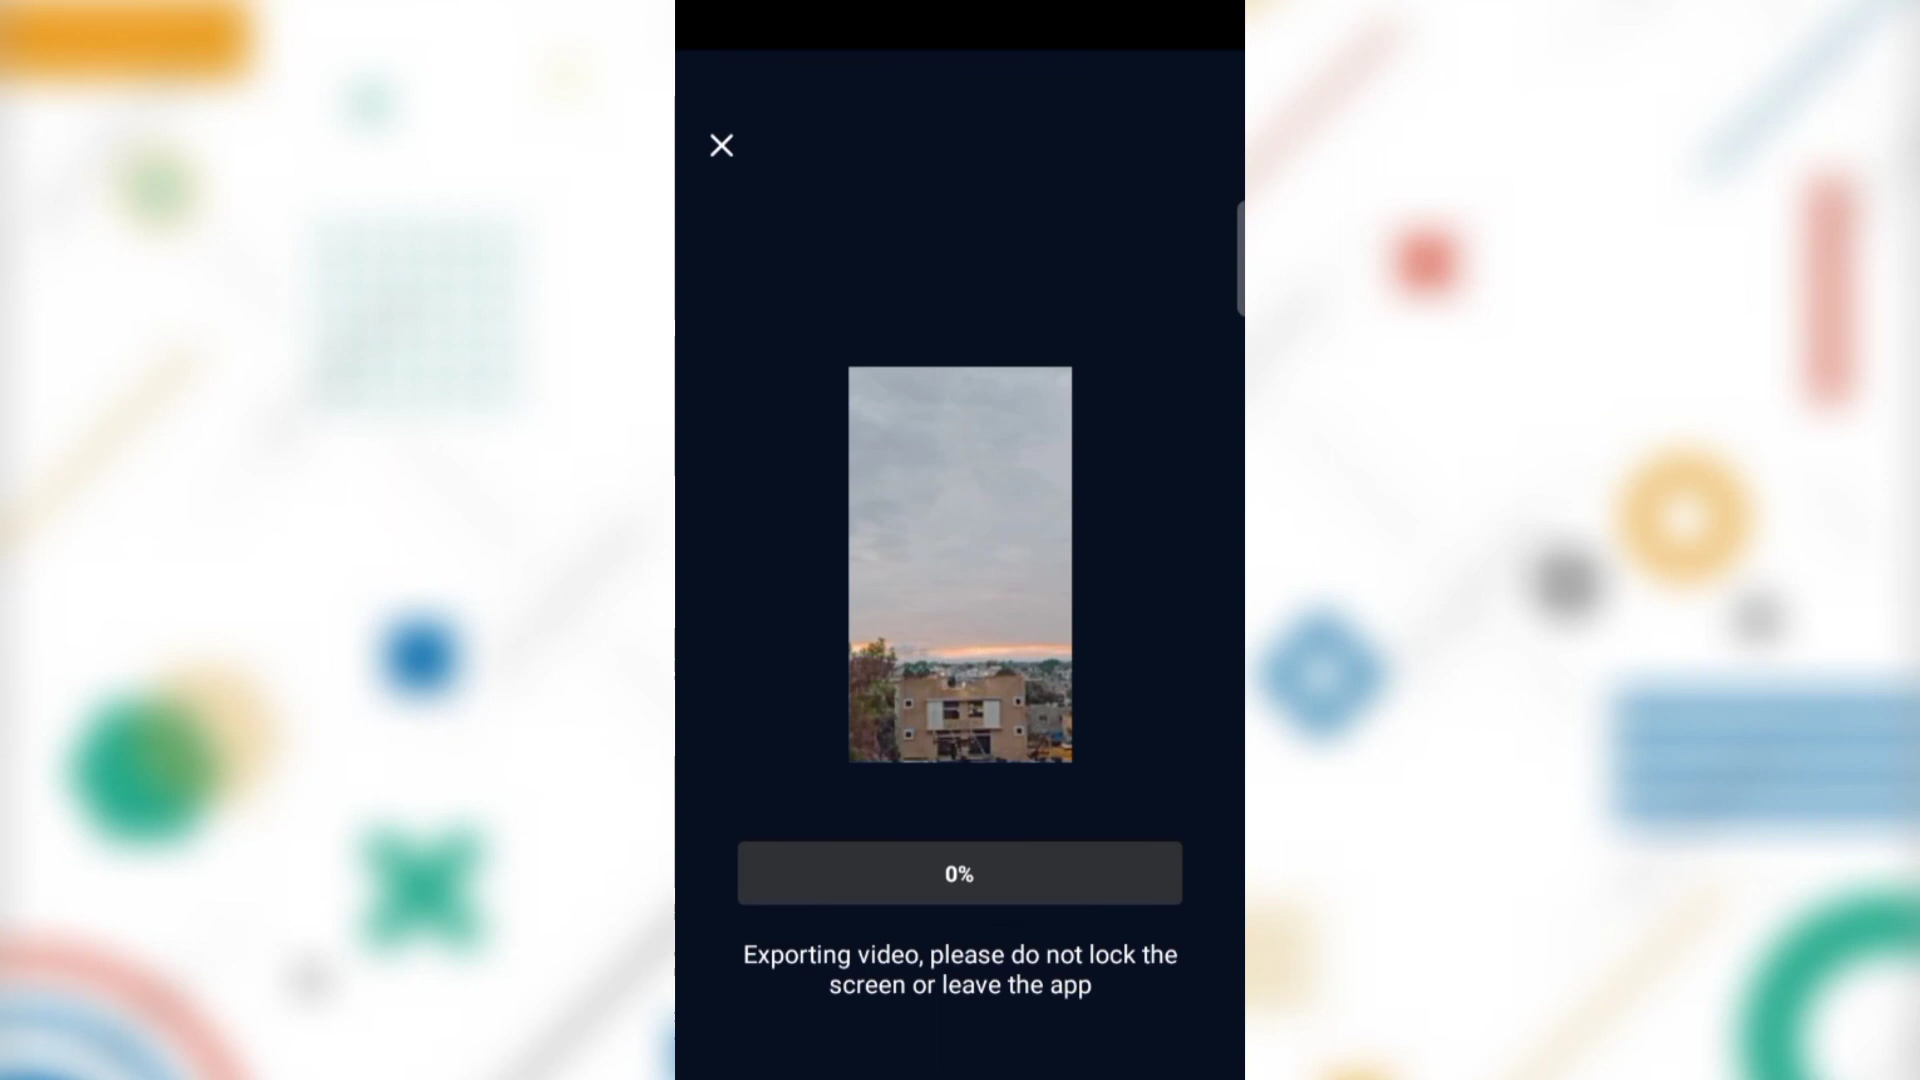 0%
Exporting video, please do not lock the
screen or leave the app